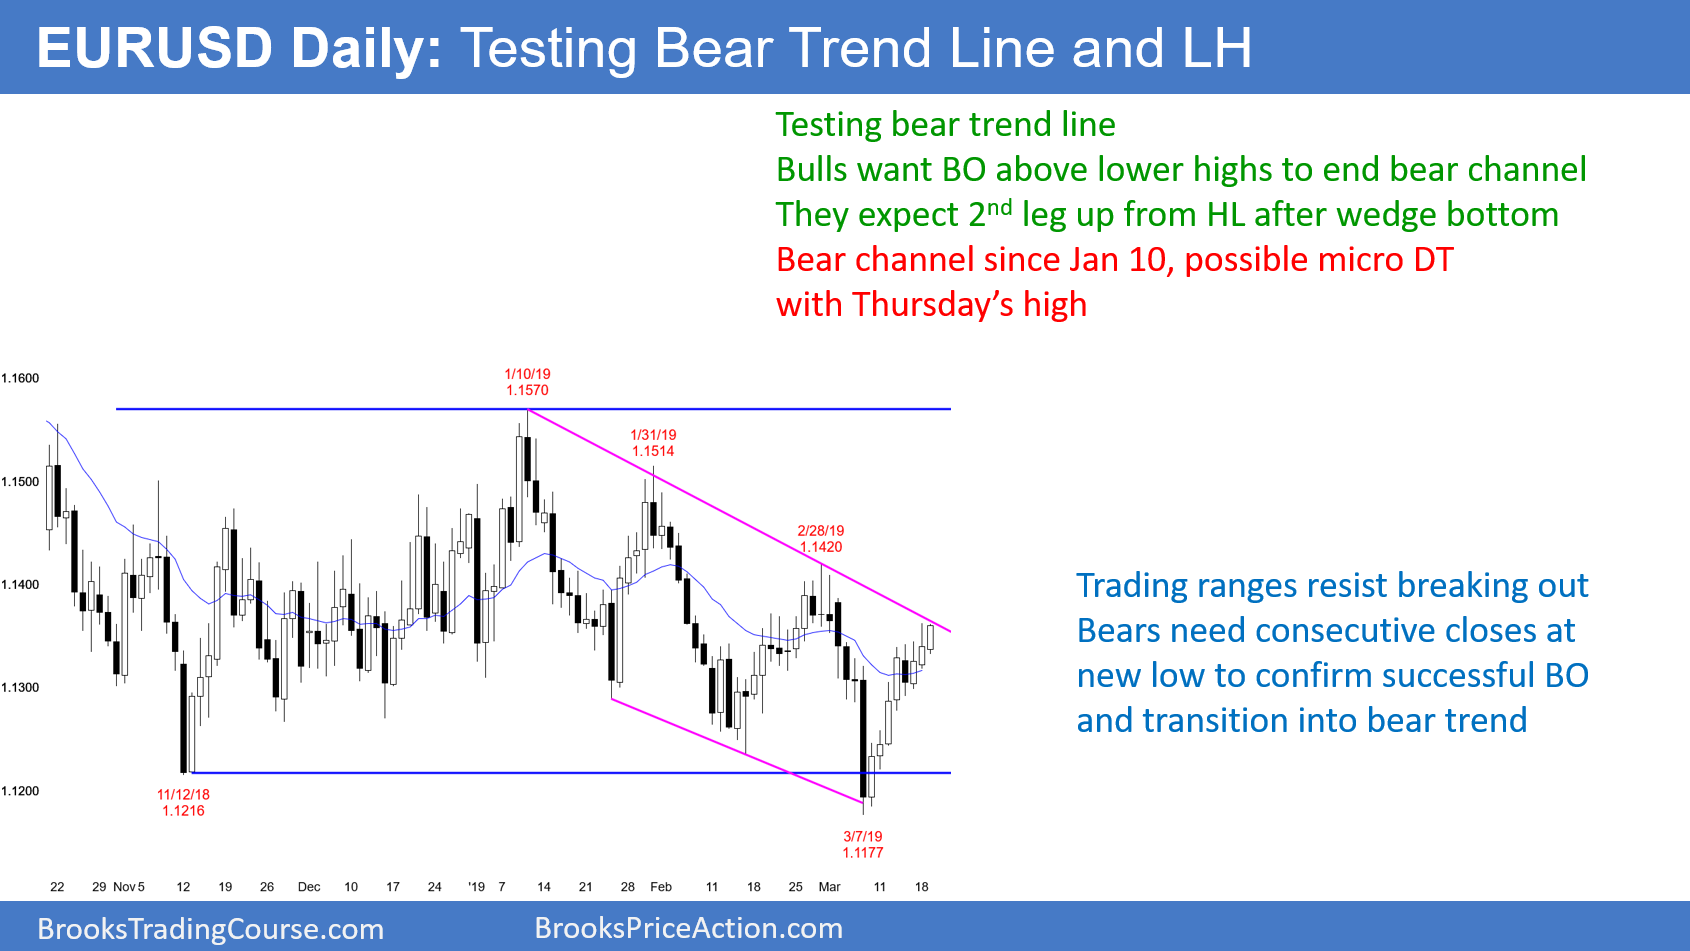 EURUSD Daily: Testing Bear Trend Line and LH
Testing bear trend line
Bulls want BO above lower highs to end bear channel
They expect 2nd leg up from HL after wedge bottom
Bear channel since Jan 10, possible micro DT
with Thursday’s high
1.1600
1/10/19
1.1570
1/31/19
1.1514
1.1500
2/28/19
1.1420
1.1400
Trading ranges resist breaking out
Bears need consecutive closes at
new low to confirm successful BO
and transition into bear trend
1.1300
1.1200
11/12/18
1.1216
3/7/19
1.1177
22 29 Nov 5 12 19 26 Dec 10 17 24 '19 7 14 21 28 Feb 11 18 25 Mar 11 18
BrooksTradingCourse.com
BrooksPriceAction.com